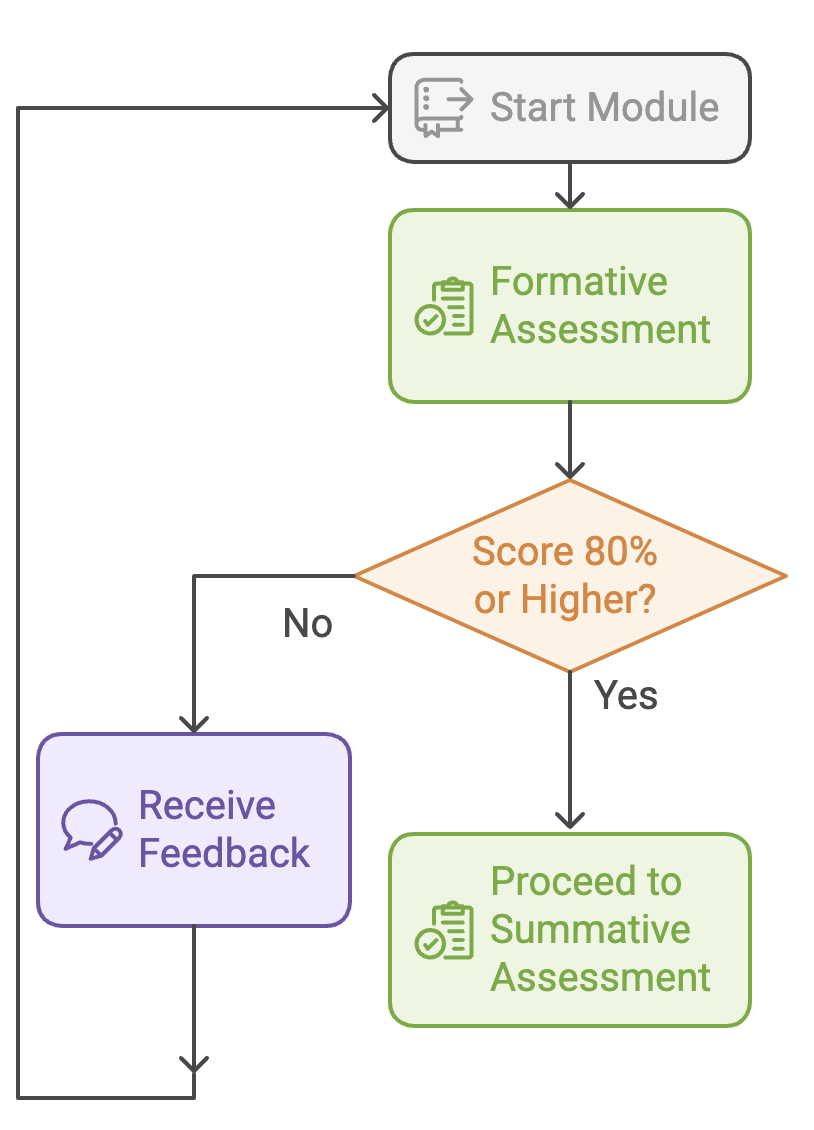 Start Module
Formative
Assessment
Score 80%
or Higher?
No
Yes
Receive
Feedback
Proceed to
Summative
Assessment